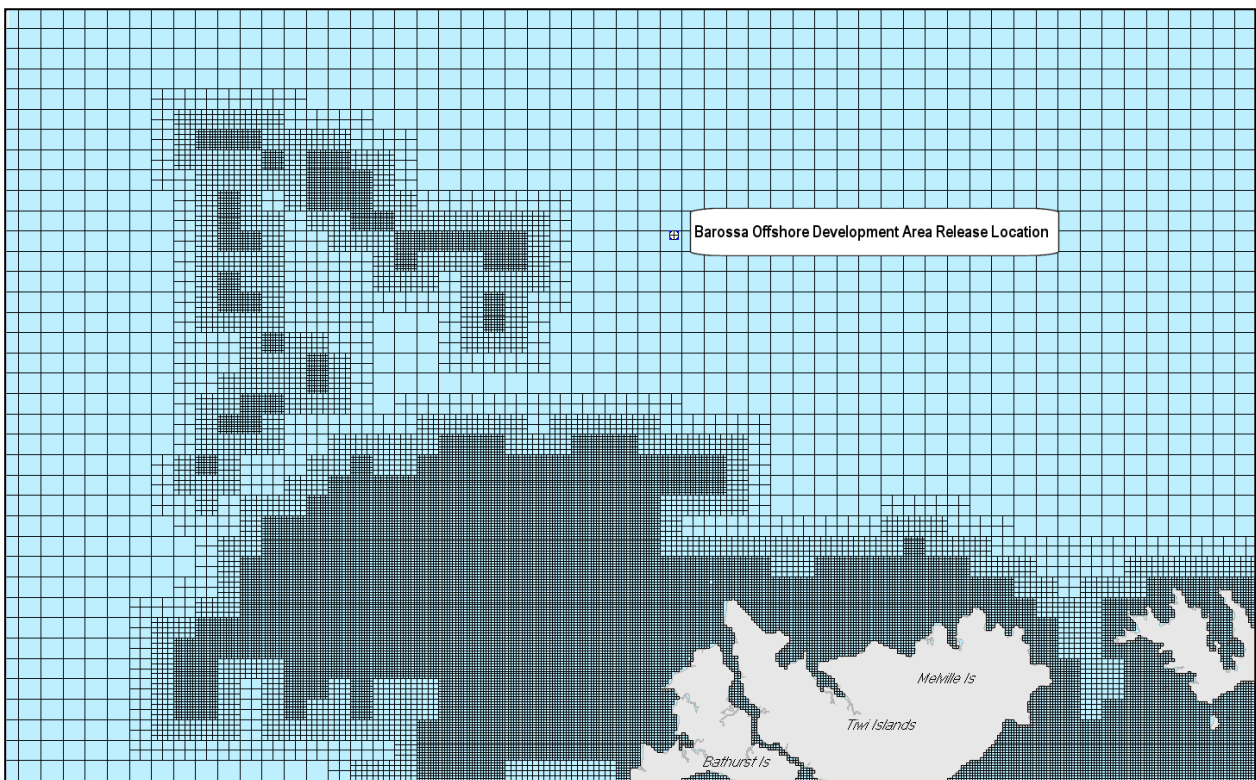 Barossa Offshore Development Area Release Location
Melville Is
Tiwi Islands
Bathurst Is